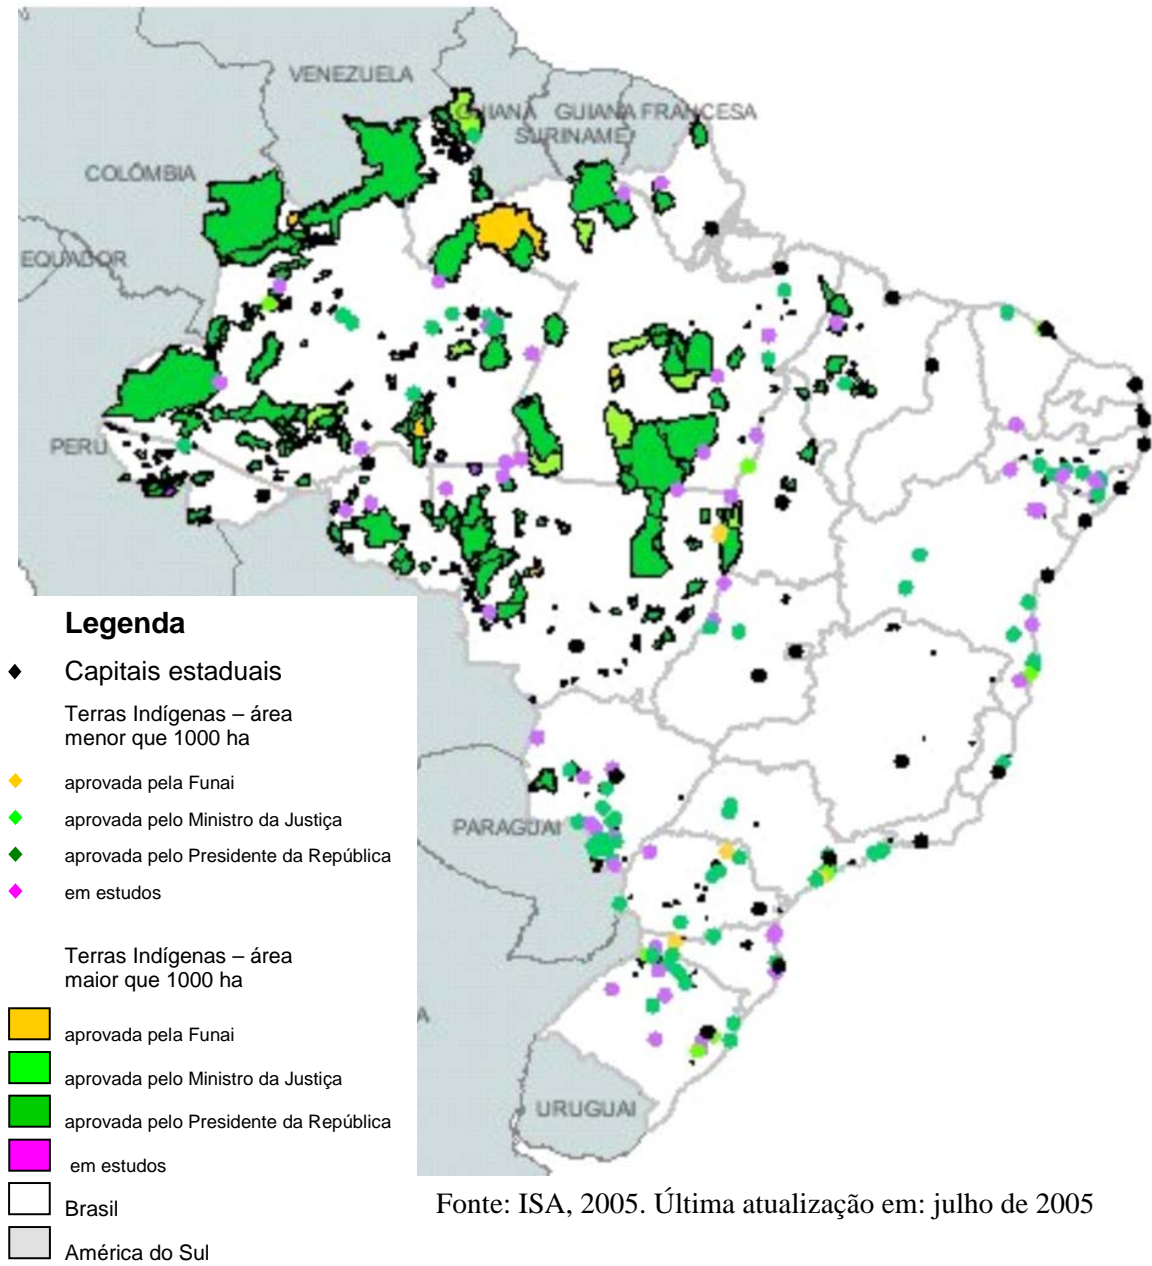 VENEZUELA
GUIANA
GUIANA FRANCESA
SURINAME
COLÔMBIA
EQUADOR
PERU
PARAGUAI
A
URUGUAI
Legenda
Capitais estaduais
Terras Indígenas – área
menor que 1000 ha
aprovada pela Funai
aprovada pelo Ministro da Justiça
aprovada pelo Presidente da República
em estudos
Terras Indígenas – área
maior que 1000 ha
aprovada pela Funai
aprovada pelo Ministro da Justiça
aprovada pelo Presidente da República
em estudos
Brasil
América do Sul
Fonte: ISA, 2005. Última atualização em: julho de 2005